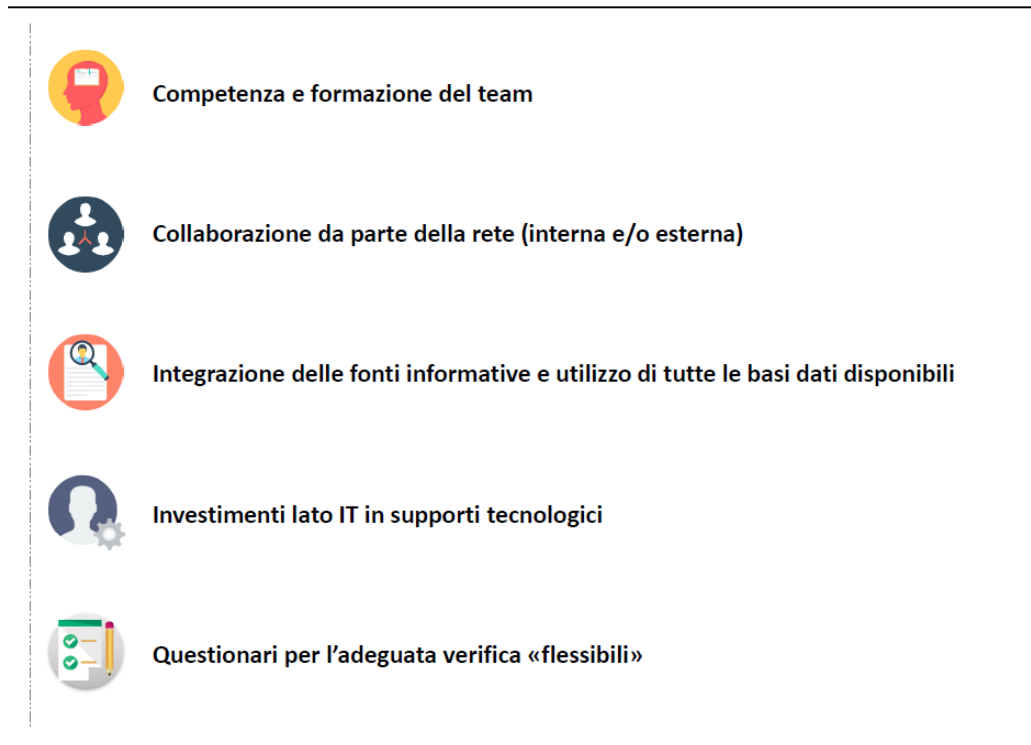 Competenza e formazione del team
Collaborazione da parte della rete (interna e/o esterna)
Integrazione delle fonti informative e utilizzo di tutte le basi dati disponibili
Investimenti lato IT in supporti tecnologici
Questionari per l’adeguata verifica «flessibili»